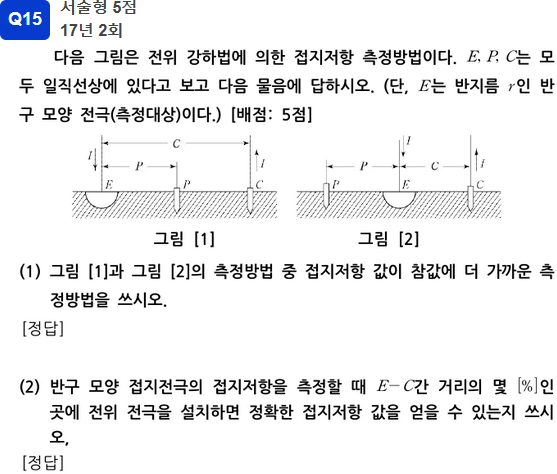 Q15
서술형 5점
17년 2회
다음 그림은 전위 강하법에 의한 접지저항 측정방법이다. E, P, C는 모
두 일직선상에 있다고 보고 다음 물음에 답하시오. (단, E는 반지름 r인 반
구 모양 전극(측정대상)이다.) [배점: 5점]
C
I
P
I
E
P
C
I
P
C
I
P
E
C
그림 [1]
그림 [2]
(1) 그림 [1]과 그림 [2]의 측정방법 중 접지저항 값이 참값에 더 가까운 측
정방법을 쓰시오.
[정답]
(2) 반구 모양 접지전극의 접지저항을 측정할 때 E-C간 거리의 몇 [%]인
곳에 전위 전극을 설치하면 정확한 접지저항 값을 얻을 수 있는지 쓰시
오,
[정답]